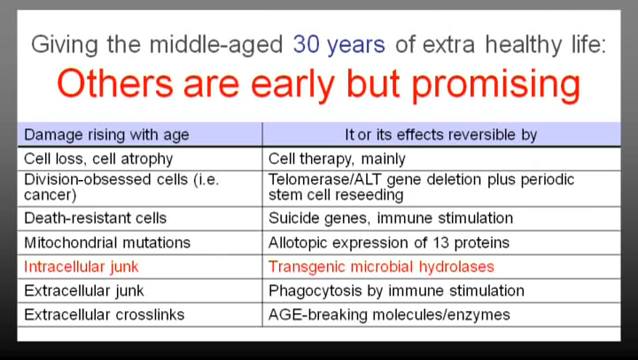 Giving the middle-aged 30 years of extra healthy life:
Others are early but promising
Damage rising with age It or its effects reversible by
Cell loss, cell atrophy Cell therapy, mainly
Division-obsessed cells (i.e. Telomerase/ALT gene deletion plus periodic
cancer) stem cell reseeding
Death-resistant cells Suicide genes, immune stimulation
Mitochondrial mutations Allotopic expression of 13 proteins
Intracellular junk Transgenic microbial hydrolases
Extracellular junk Phagocytosis by immune stimulation
Extracellular crosslinks AGE-breaking molecules/enzymes